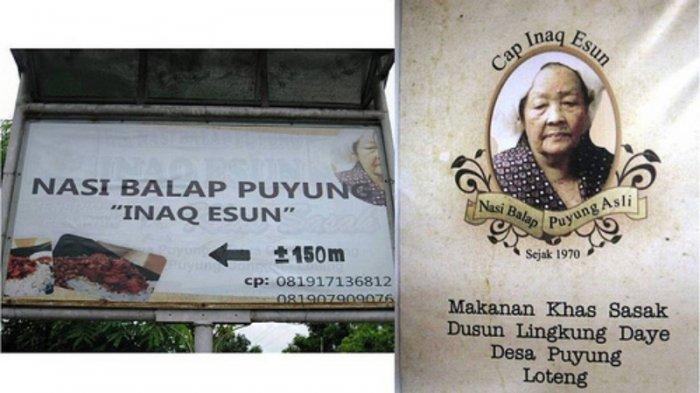 NASI BALAP PUYUNG
“INAQ ESUN”
± 150m
cp: 081917136812
081907909076
Cap Inaq Esun
Nasi Balap Puyung Asli
Sejak 1970
Makanan Khas Sasak
Dusun Lingkung Daye
Desa Puyung
Loteng